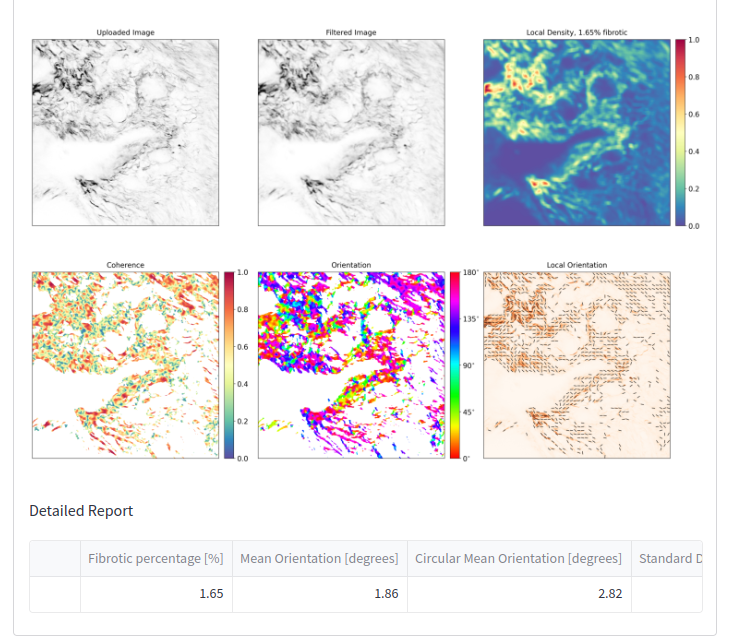 Uploaded Image
Filtered Image
Local Density, 1.65% fibrotic
1.0
0.8
0.6
0.4
0.2
0.0
Coherence
1.0
0.8
0.6
0.4
0.2
0.0
Orientation
180°
135°
90°
45°
0°
Local Orientation
Detailed Report
Fibrotic percentage [%] Mean Orientation [degrees] Circular Mean Orientation [degrees] Standard D
1.65 1.86 2.82